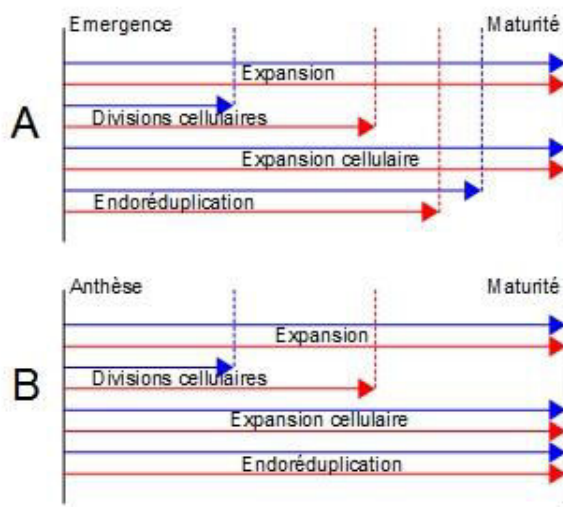 Emergence Maturité
Expansion
Divisions cellulaires
A
Expansion cellulaire
Endoréduplication
Anthèse Maturité
Expansion
Divisions cellulaires
B
Expansion cellulaire
Endoréduplication